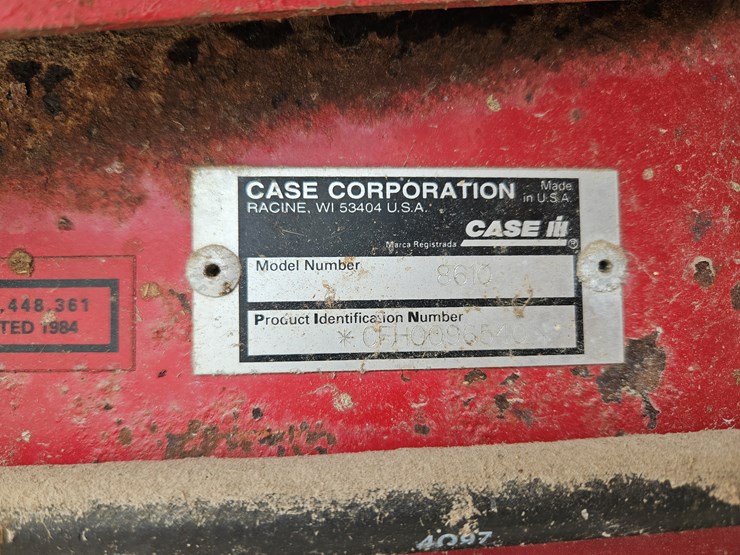 CASE CORPORATION
Made in U.S.A.
RACINE, WI 53404 U.S.A.
CASE IH ®
Marca Registrada
Model Number 8610
Product Identification Number
,448,361
TED 1984
4097